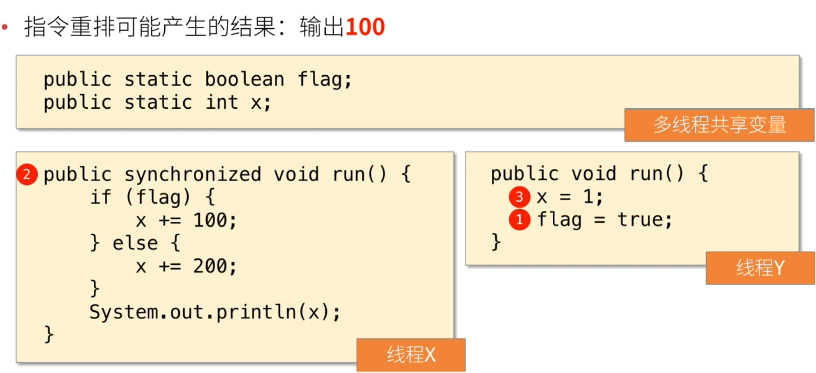 • 指令重排可能产生的结果：输出100
public static boolean flag;
public static int x;
多线程共享变量
2 public synchronized void run() {
if (flag) {
x += 100;
} else {
x += 200;
}
System.out.println(x);
}
线程X
public void run() {
3 x = 1;
1 flag = true;
}
线程Y